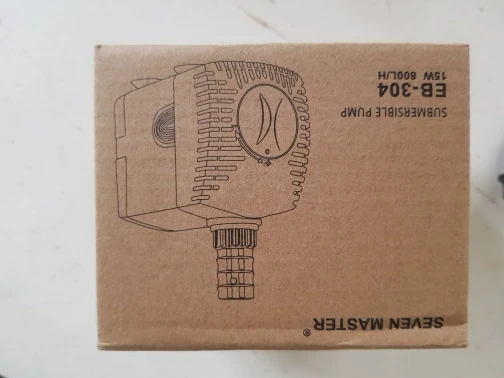 SEVEN MASTER®
SUBMERSIBLE PUMP
EB-304
15W 800L/H